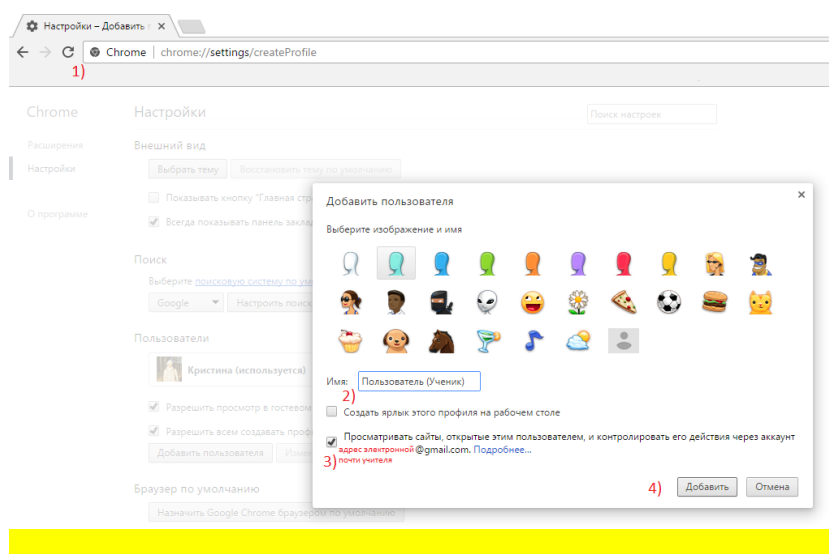 Настройки – Добавить
Chrome | chrome://settings/createProfile
1)
Chrome
Настройки
Поиск настроек
Расширения
Настройки
О программе
Внешний вид
Выбрать тему
Восстановить тему по умолчанию
Показывать кнопку "Главная стр
Всегда показывать панель заклад
Поиск
Выберите поисковую систему по ум
Google
Настроить поиск
Пользователи
Кристина (используется)
Разрешить просмотр в гостевом
Разрешить всем создавать проф
Добавить пользователя
Измен
Браузер по умолчанию
Назначить Google Chrome браузером по умолчанию
Добавить пользователя
Выберите изображение и имя
Имя: Пользователь (Ученик)
2)
Создать ярлык этого профиля на рабочем столе
Просматривать сайты, открытые этим пользователем, и контролировать его действия через аккаунт
адрес электронной @gmail.com. Подробнее...
3) почти учителя
4) Добавить Отмена